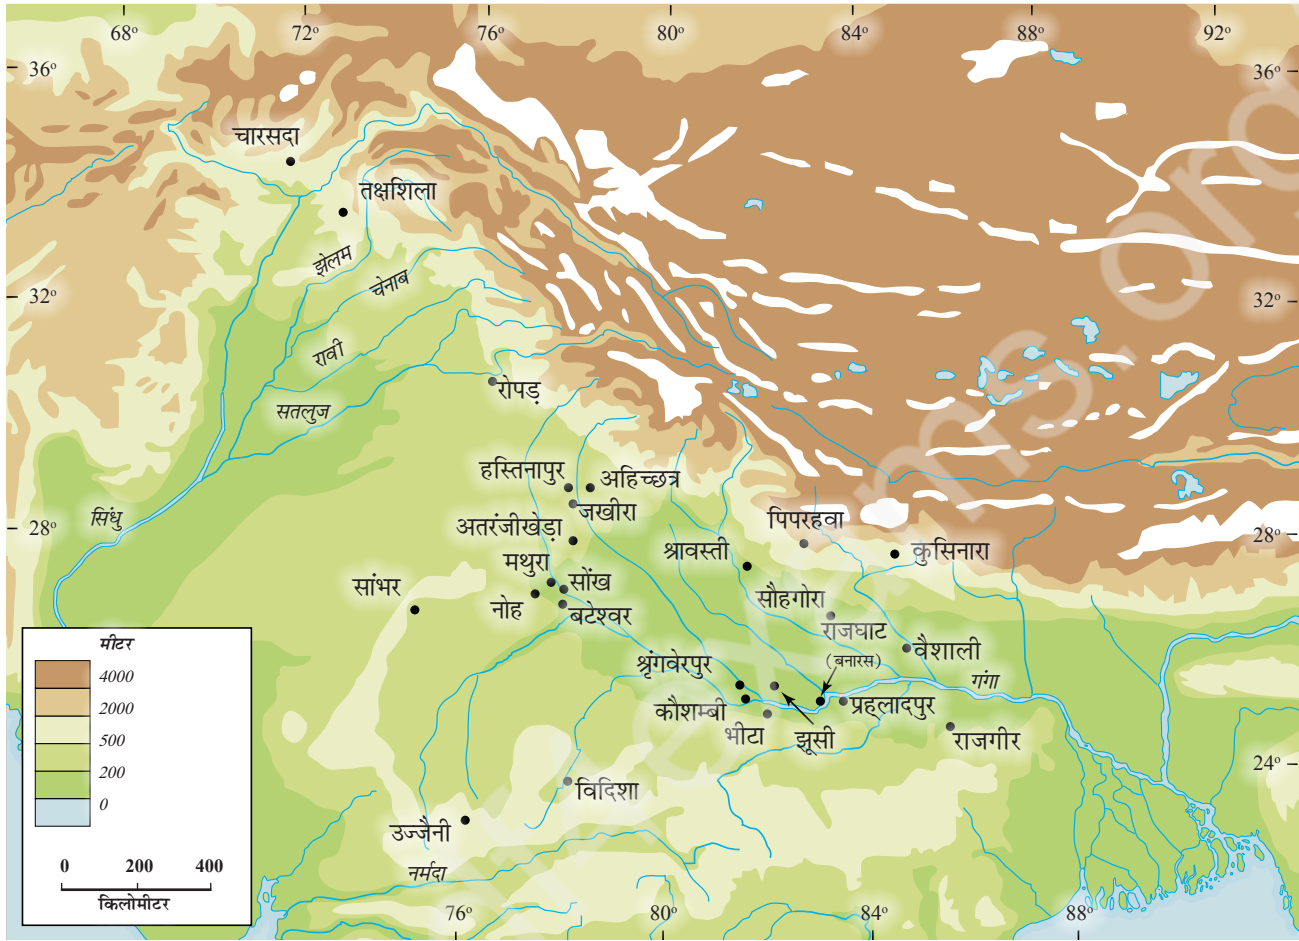 68° 72° 76° 80° 84° 88° 92°
36° 36°
चारसदा
तक्षशिला
झेलम
चेनाब
32° 32°
रावी
रोपड़
सतलुज
हस्तिनापुर अहिच्छत्र
जखीरा
सिंधु
28° 28°
अतरंजीखेड़ा
पिपरहवा
श्रावस्ती
कुसिनारा
मथुरा
सोंख
सांभर
नोह
बटेश्वर
सौहगोरा
राजघाट
(बनारस)
वैशाली
श्रृंगवेरपुर
गंगा
कौशम्बी
प्रह्लादपुर
भीटा
झूसी
राजगीर
24°
विदिशा
उज्जैनी
नर्मदा
मीटर
4000
2000
500
200
0
0 200 400
किलोमीटर
76° 80° 84° 88°